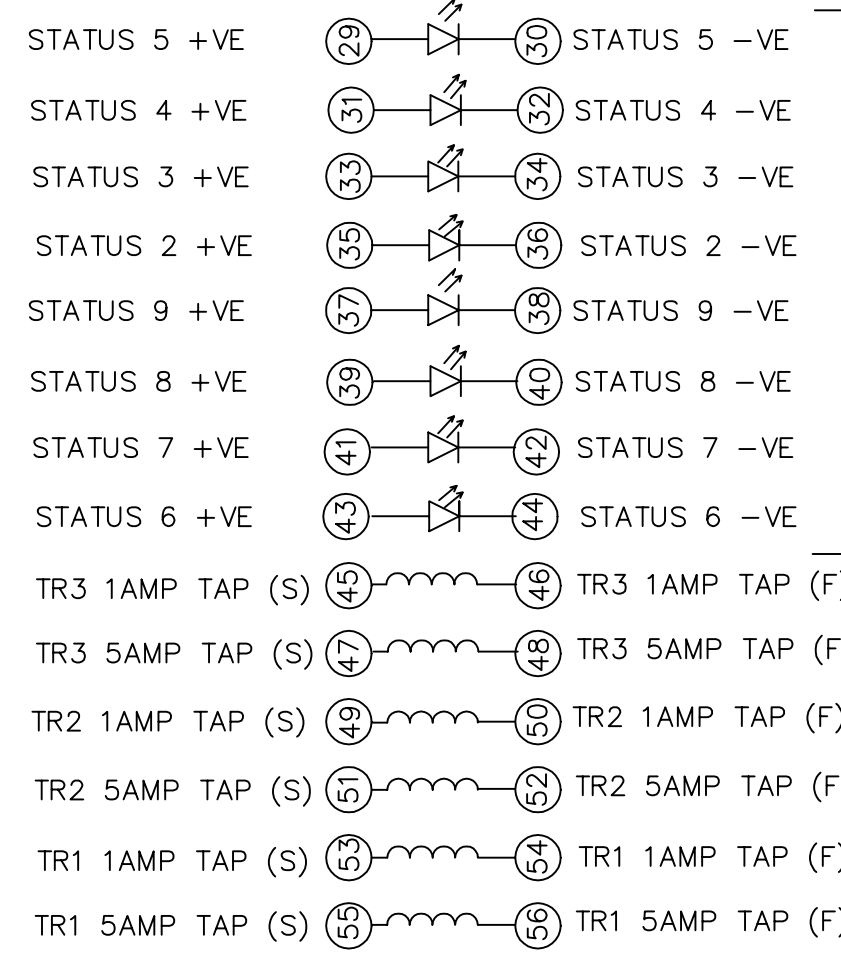 STATUS 5 +VE 29 30 STATUS 5 −VE
STATUS 4 +VE 31 32 STATUS 4 −VE
STATUS 3 +VE 33 34 STATUS 3 −VE
STATUS 2 +VE 35 36 STATUS 2 −VE
STATUS 9 +VE 37 38 STATUS 9 −VE
STATUS 8 +VE 39 40 STATUS 8 −VE
STATUS 7 +VE 41 42 STATUS 7 −VE
STATUS 6 +VE 43 44 STATUS 6 −VE
TR3 1AMP TAP (S) 45 46 TR3 1AMP TAP (F)
TR3 5AMP TAP (S) 47 48 TR3 5AMP TAP (F
TR2 1AMP TAP (S) 49 50 TR2 1AMP TAP (F)
TR2 5AMP TAP (S) 51 52 TR2 5AMP TAP (F
TR1 1AMP TAP (S) 53 54 TR1 1AMP TAP (F)
TR1 5AMP TAP (S) 55 56 TR1 5AMP TAP (F)